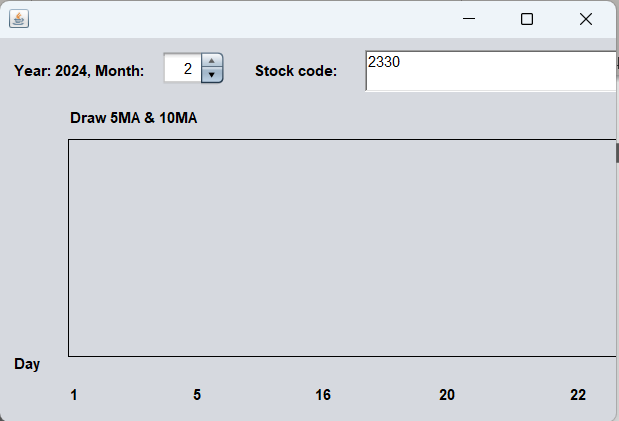 Year: 2024, Month: 2 Stock code: 2330
Draw 5MA & 10MA
Day
1 5 16 20 22